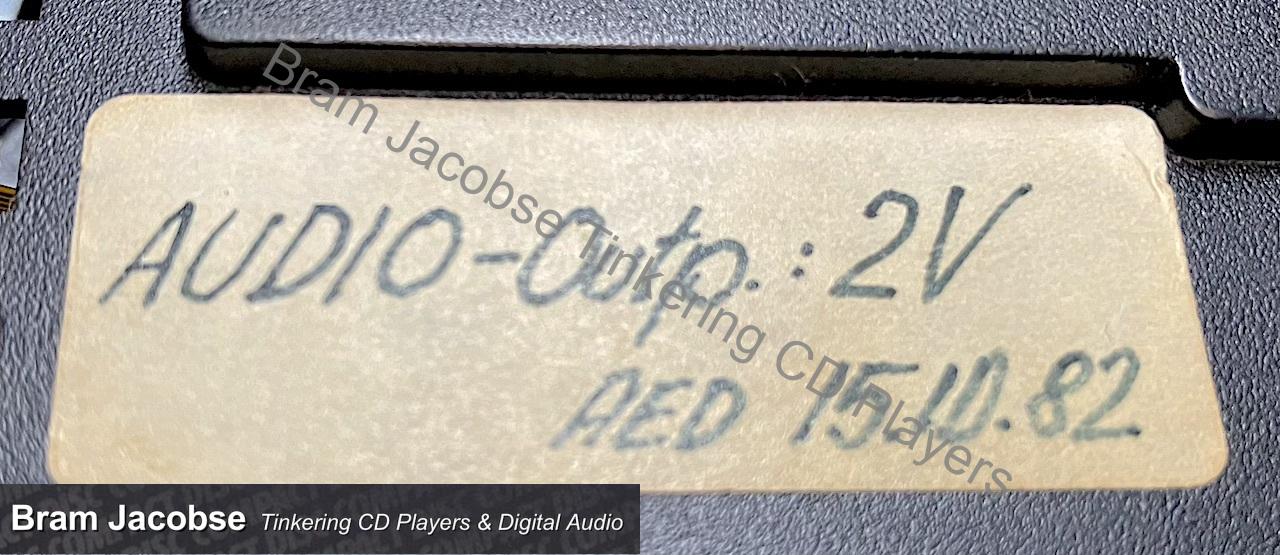 AUDIO-Outp.: 2V
AED 15.10.82
Bram Jacobse Tinkering CD Players
Bram Jacobse Tinkering CD Players & Digital Audio